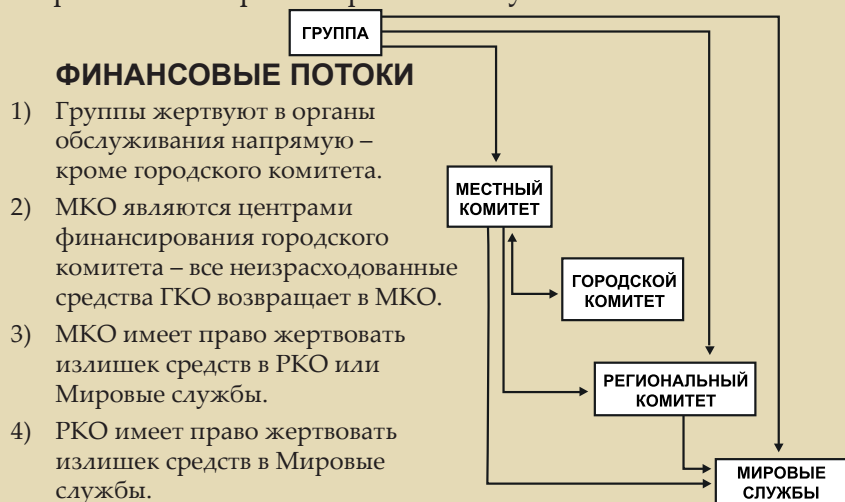 ГРУППА
ФИНАНСОВЫЕ ПОТОКИ
1) Группы жертвуют в органы
обслуживания напрямую –
кроме городского комитета.
2) МКО являются центрами
финансирования городского
комитета – все неизрасходованные
средства ГКО возвращает в МКО.
3) МКО имеет право жертвовать
излишек средств в РКО или
Мировые службы.
4) РКО имеет право жертвовать
излишек средств в Мировые
службы.
МЕСТНЫЙ
КОМИТЕТ
ГОРОДСКОЙ
КОМИТЕТ
РЕГИОНАЛЬНЫЙ
КОМИТЕТ
МИРОВЫЕ
СЛУЖБЫ